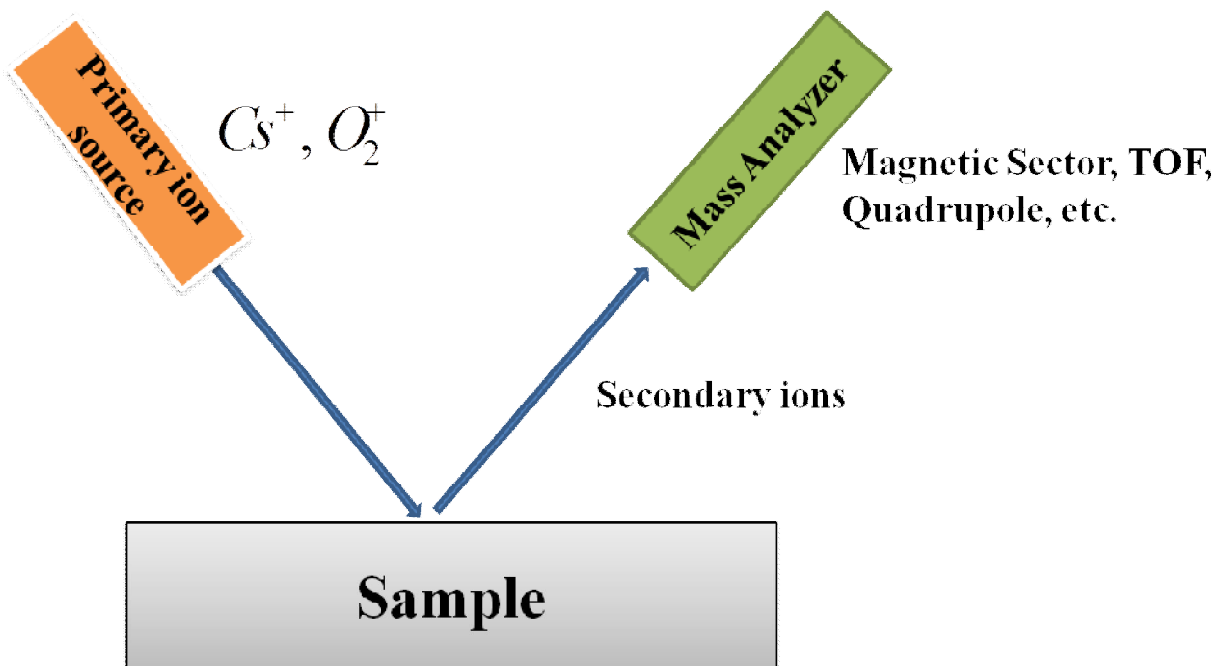 Primary ion
source
Cs⁺, O₂⁺
Mass Analyzer
Magnetic Sector, TOF,
Quadrupole, etc.
Secondary ions
Sample